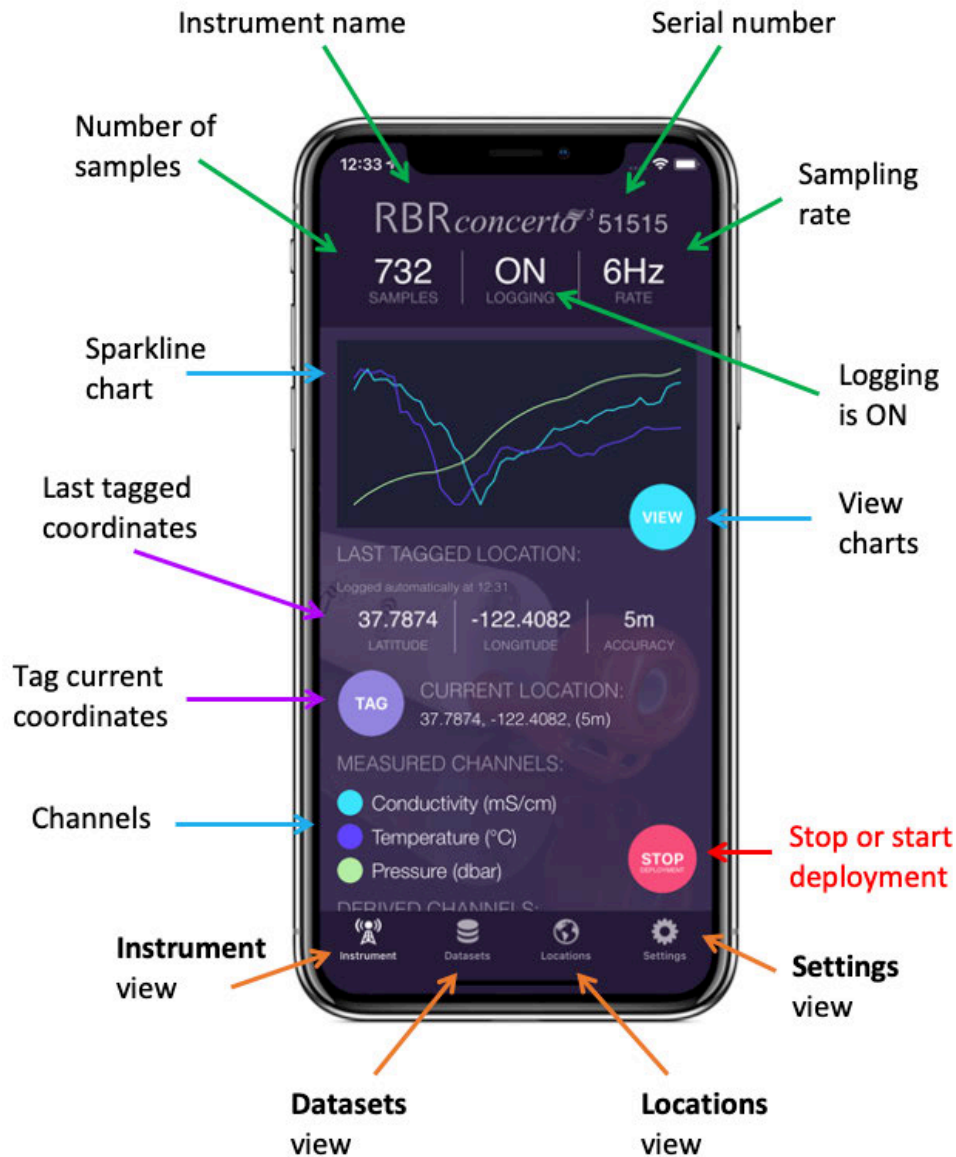 Instrument name
Serial number
Number of
samples
Sampling
rate
12:33
RBRconcerto³ 51515
732
SAMPLES
ON
LOGGING
6Hz
RATE
Sparkline
chart
Logging
is ON
VIEW
View
charts
Last tagged
coordinates
LAST TAGGED LOCATION:
Logged automatically at 12:31
37.7874
LATITUDE
-122.4082
LONGITUDE
5m
ACCURACY
Tag current
coordinates
TAG
CURRENT LOCATION:
37.7874, -122.4082, (5m)
MEASURED CHANNELS:
Channels
Conductivity (mS/cm)
Temperature (°C)
Pressure (dbar)
STOP
DEPLOYMENT
Stop or start
deployment
DERIVED CHANNELS:
Instrument
Datasets
Locations
Settings
Instrument
view
Settings
view
Datasets
view
Locations
view